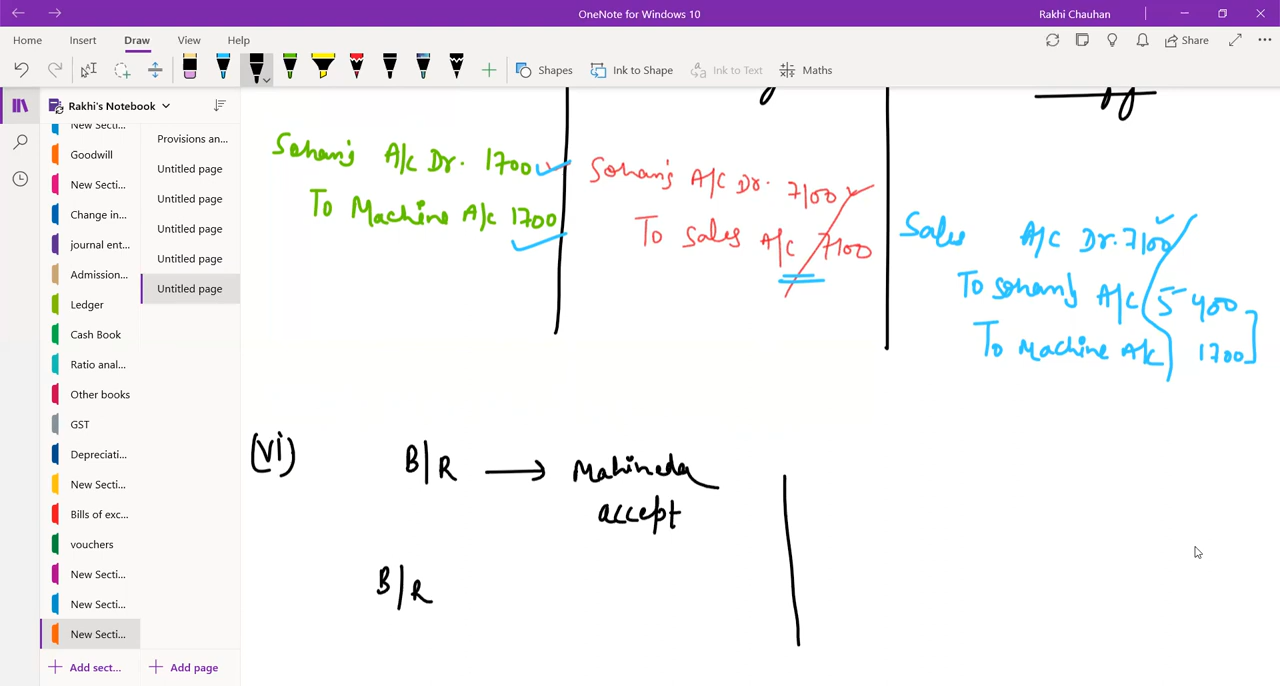 OneNote for Windows 10
Rakhi Chauhan
Home Insert Draw View Help
Share
Shapes Ink to Shape Ink to Text Maths
Rakhi's Notebook
New Secti...
Goodwill
New Secti...
Change in...
journal ent...
Admission...
Ledger
Cash Book
Ratio anal...
Other books
GST
Depreciati...
New Secti...
Bills of exc...
vouchers
New Secti...
New Secti...
New Secti...
Add sect...
Provisions an...
Untitled page
Untitled page
Untitled page
Untitled page
Untitled page
Add page
Sohan's A/c Dr. 1700
To Machine A/c 1700
Sohan's A/c Dr. 7100
To Sales A/c 7100
Sales A/c Dr. 7100
To Sohan's A/c 5400
To Machine A/c 1700
(vi) B/R → Mahindra
accept
B/R